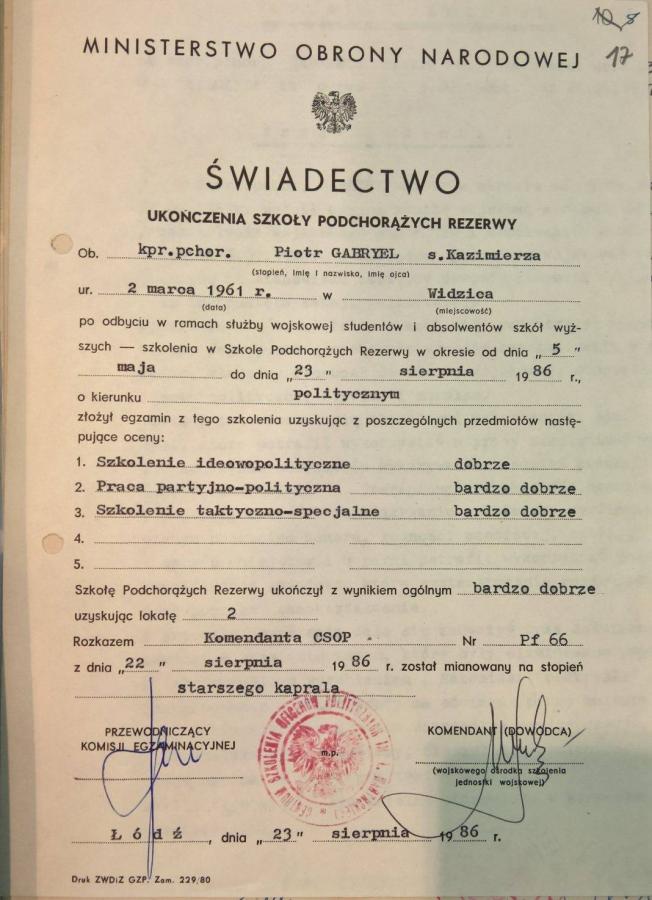 10 8
17
MINISTERSTWO OBRONY NARODOWEJ
ŚWIADECTWO
UKOŃCZENIA SZKOŁY PODCHORĄŻYCH REZERWY
Ob. kpr.pchor. Piotr GABRYEL s.Kazimierza
(stopień, imię i nazwisko, imię ojca)
ur. 2 marca 1961 r. w Widzica
(data) (miejscowość)
po odbyciu w ramach służby wojskowej studentów i absolwentów szkół wyż-
szych — szkolenia w Szkole Podchorążych Rezerwy w okresie od dnia „ 5 "
maja do dnia „23 " sierpnia 1986 r.,
o kierunku politycznym
złożył egzamin z tego szkolenia uzyskując z poszczególnych przedmiotów nastę-
pujące oceny:
1. Szkolenie ideowopolityczne dobrze
2. Praca partyjno-polityczna bardzo dobrze
3. Szkolenie taktyczno-specjalne bardzo dobrze
4.
5.
Szkołę Podchorążych Rezerwy ukończył z wynikiem ogólnym bardzo dobrze
uzyskując lokatę 2
Rozkazem Komendanta CSOP Nr Pf 66
z dnia „22 " sierpnia 1986 r. został mianowany na stopień
starszego kaprala
PRZEWODNICZĄCY KOMENDANT (DOWÓDCA)
KOMISJI EGZAMINACYJNEJ
m.p.
CENTRUM SZKOLENIA OFICERÓW POLITYCZNYCH
(wojskowego ośrodka szkolenia
jednostki wojskowej)
Łódź, dnia „23" sierpnia 1986 r.
Druk ZWDiZ GZP. Zam. 229/80